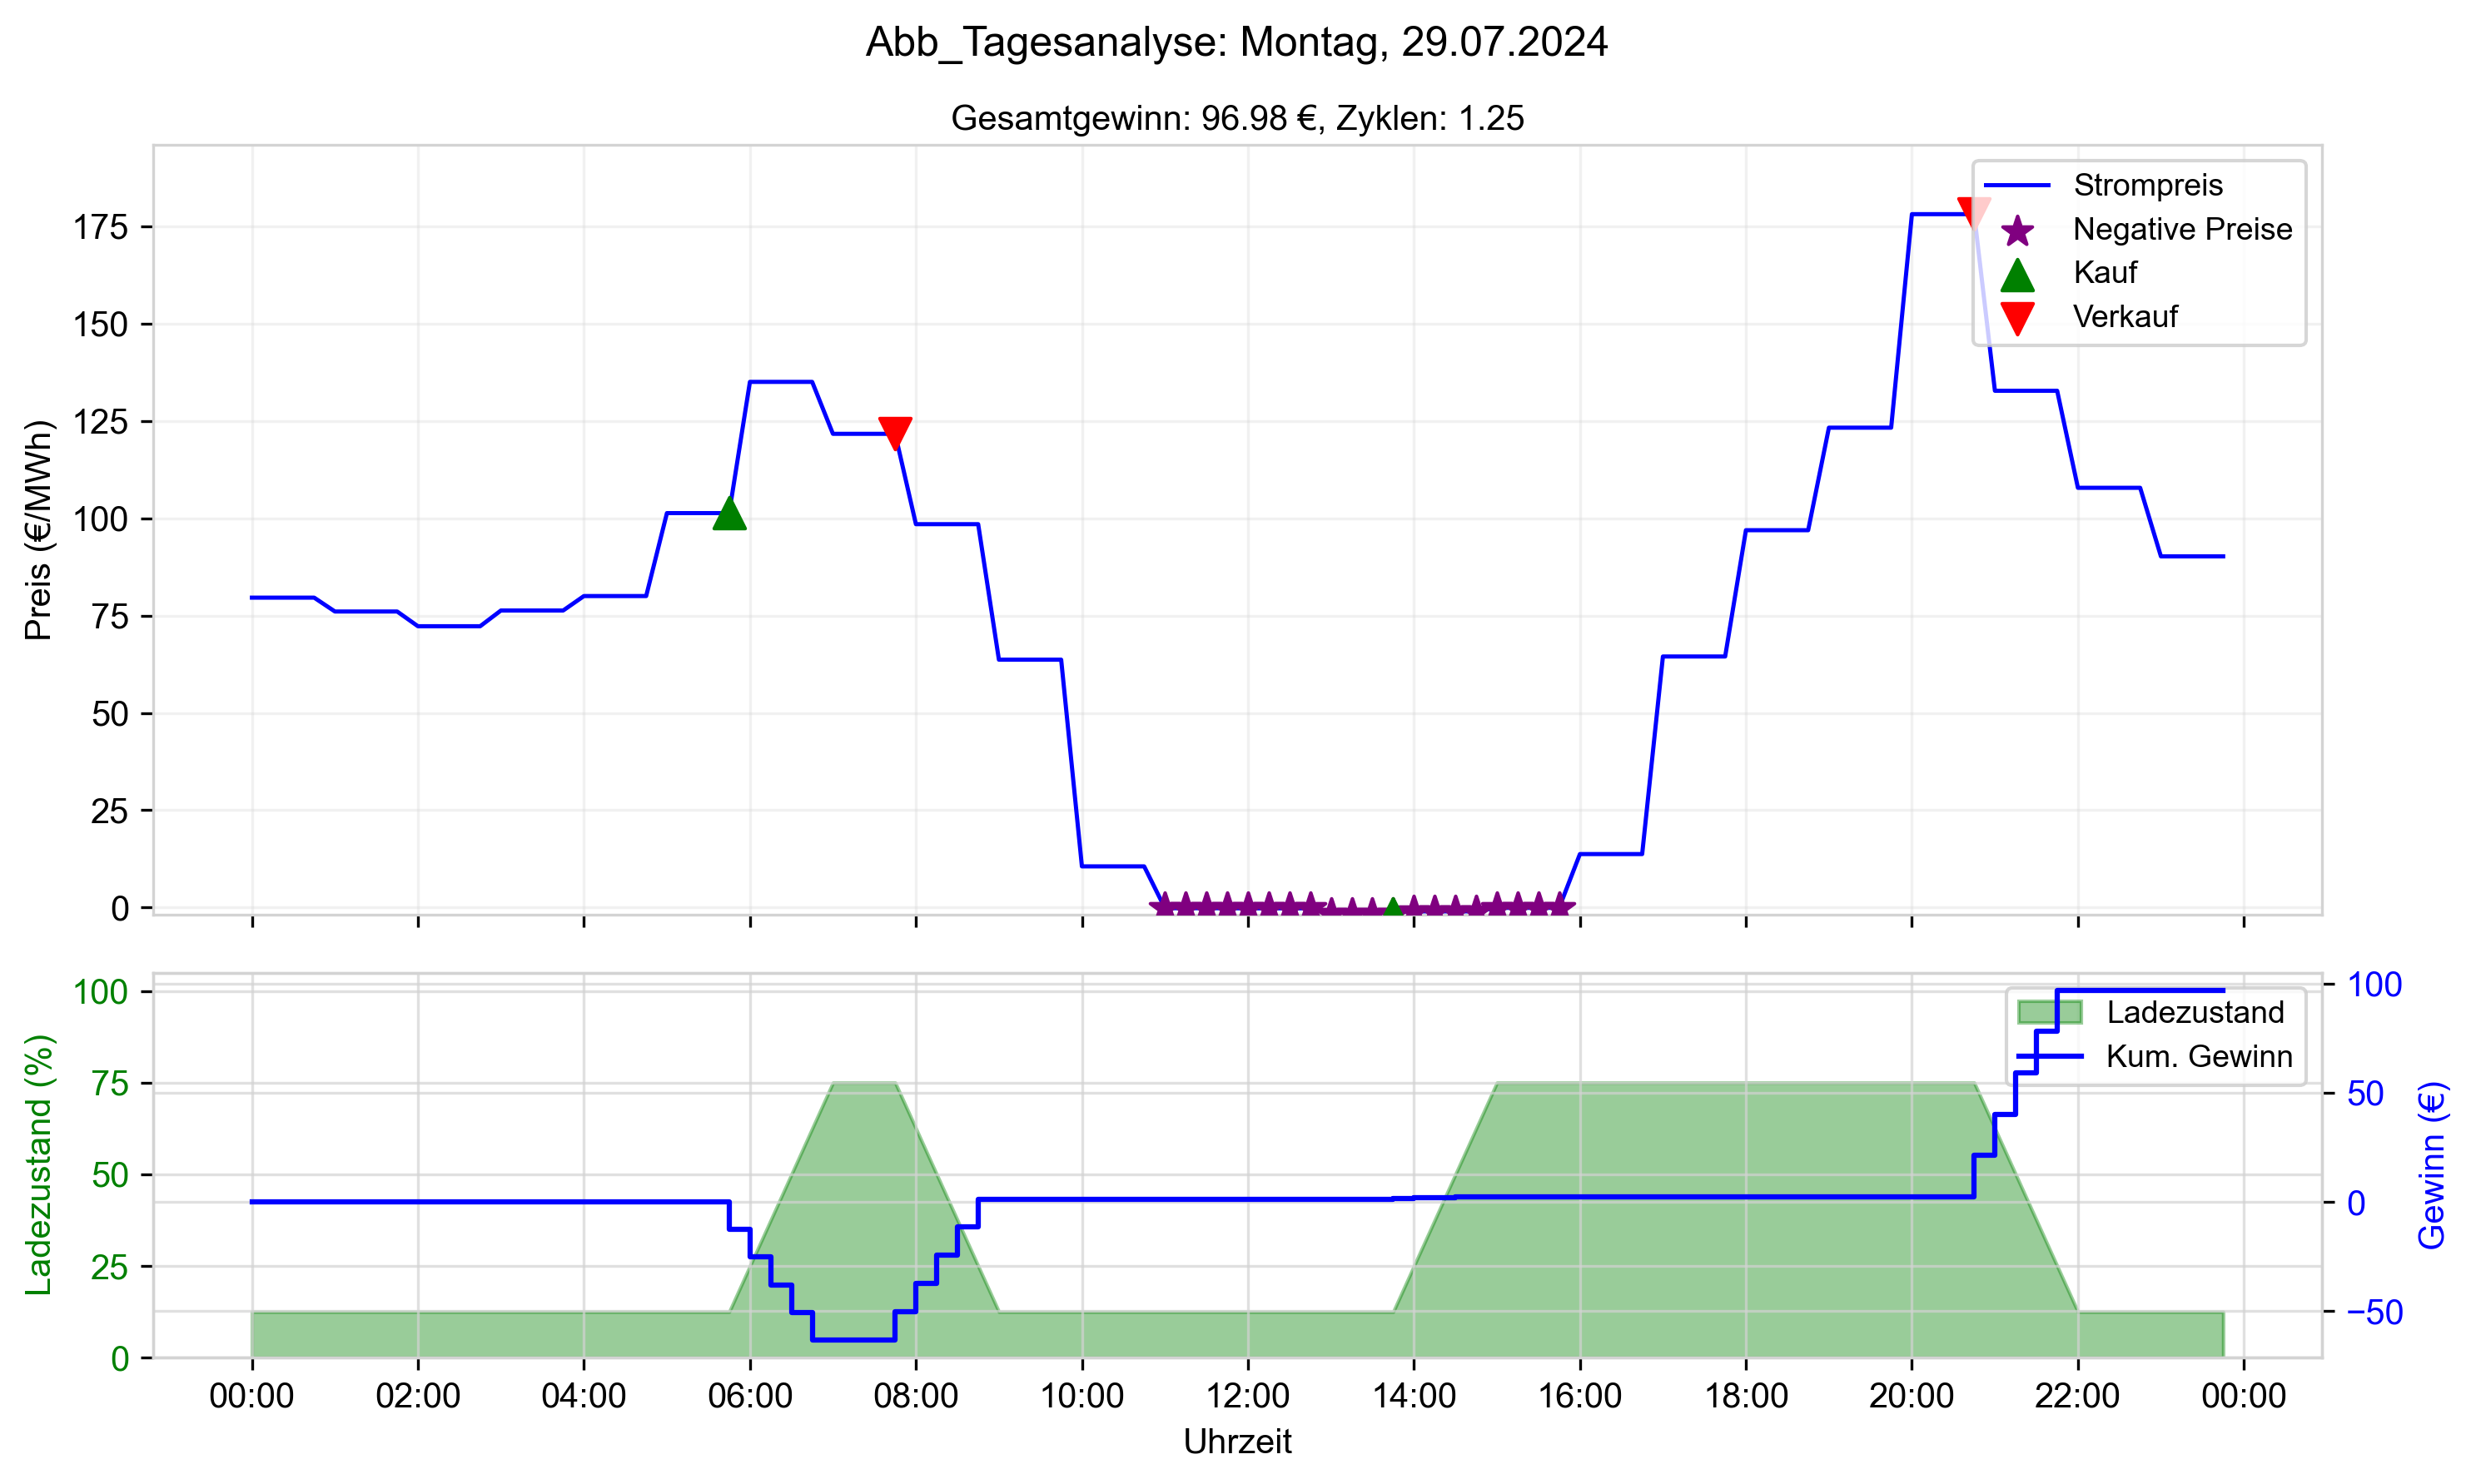 Abb_Tagesanalyse: Montag, 29.07.2024
Gesamtgewinn: 96.98 €, Zyklen: 1.25
Preis (€/MWh)
175
150
125
100
75
50
25
0
Strompreis
Negative Preise
Kauf
Verkauf
Ladezustand (%)
100
75
50
25
0
Ladezustand
Kum. Gewinn
100
50
0
−50
Gewinn (€)
00:00 02:00 04:00 06:00 08:00 10:00 12:00 14:00 16:00 18:00 20:00 22:00 00:00
Uhrzeit